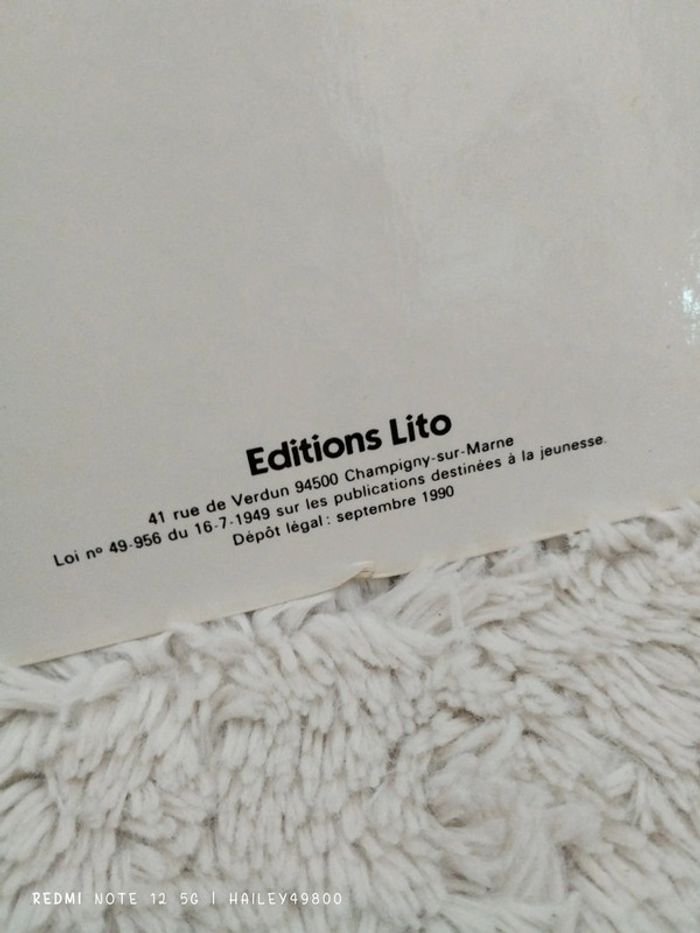 Editions Lito
41 rue de Verdun 94500 Champigny-sur-Marne
Loi nº 49-956 du 16-7-1949 sur les publications destinées à la jeunesse.
Dépôt légal : septembre 1990
REDMI NOTE 12 5G | HAILEY49800